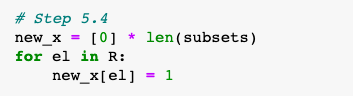 # Step 5.4
new_x = [0] * len(subsets)
for el in R:
    new_x[el] = 1